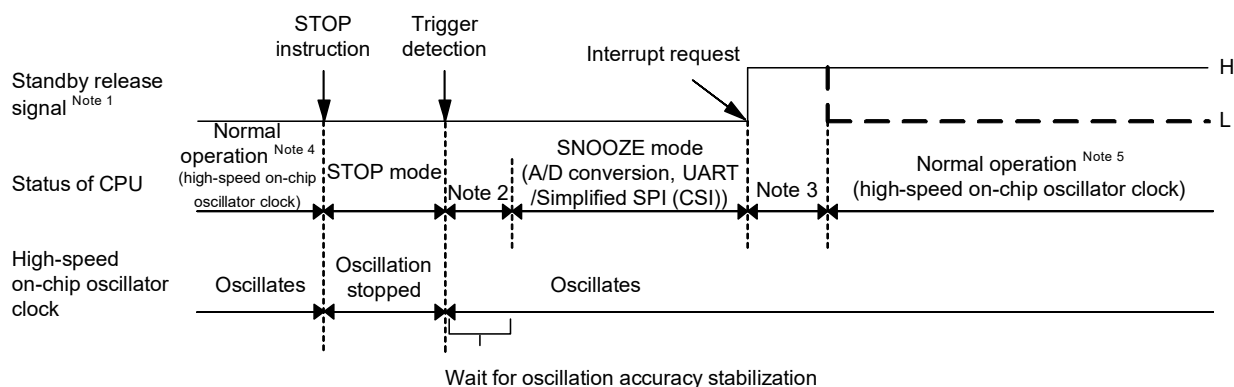 STOP
instruction
Trigger
detection
Interrupt request
Standby release
signal Note 1
H
L
Status of CPU
Normal
operation Note 4
(high-speed on-chip
oscillator clock)
STOP mode
Note 2
SNOOZE mode
(A/D conversion, UART
/Simplified SPI (CSI))
Note 3
Normal operation Note 5
(high-speed on-chip oscillator clock)
High-speed
on-chip oscillator
clock
Oscillates
Oscillation
stopped
Oscillates
Wait for oscillation accuracy stabilization